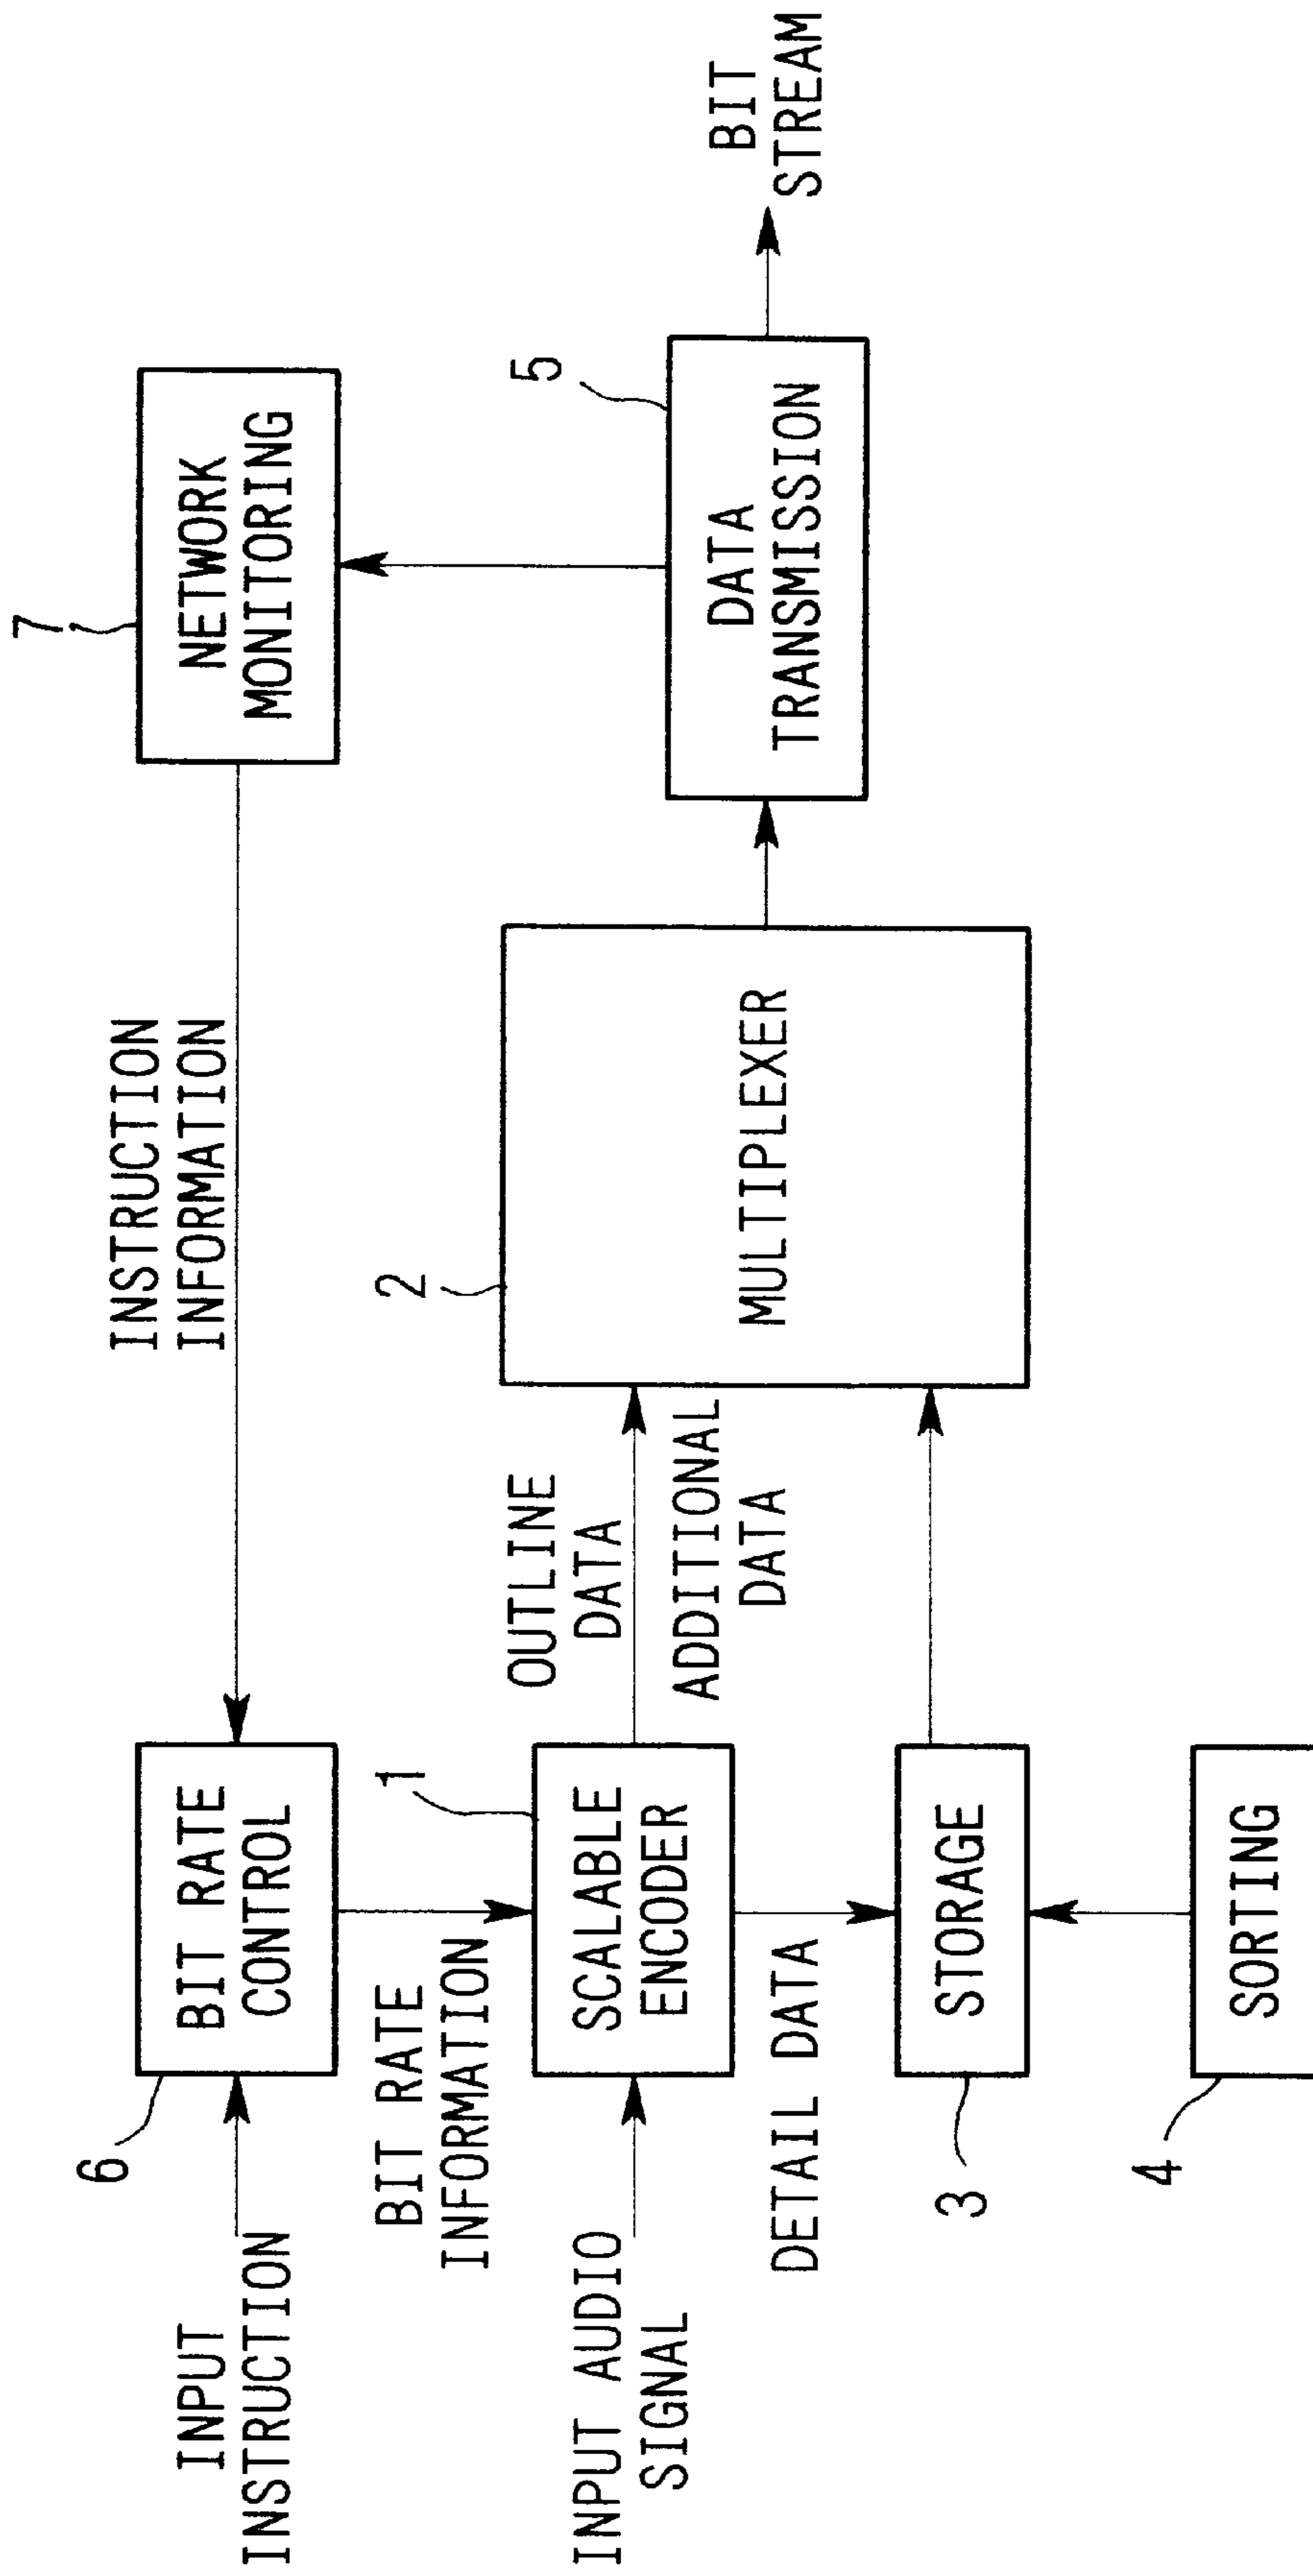 7
NETWORK
MONITORING
INSTRUCTION
INFORMATION
6
BIT RATE
CONTROL
INPUT
INSTRUCTION
BIT RATE
INFORMATION
INPUT AUDIO
SIGNAL
1
SCALABLE
ENCODER
OUTLINE
DATA
ADDITIONAL
DATA
2
MULTIPLEXER
5
DATA
TRANSMISSION
BIT
STREAM
DETAIL DATA
3
STORAGE
4
SORTING